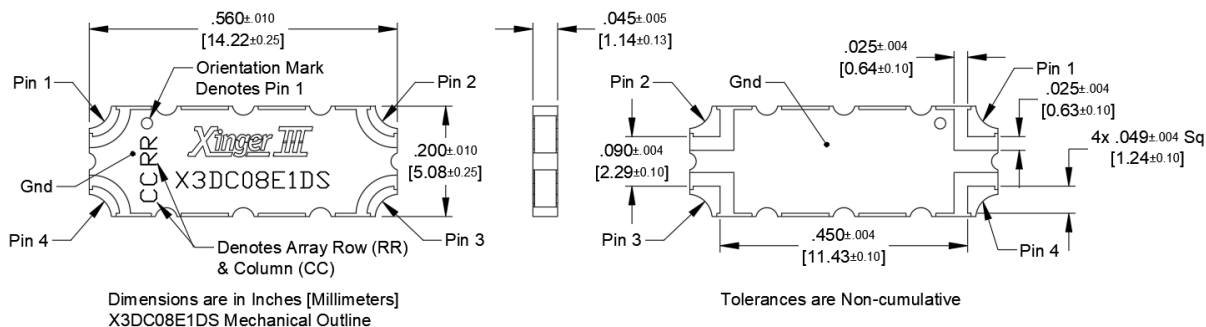 .560±.010
[14.22±0.25]
Pin 1
Orientation Mark
Denotes Pin 1
Pin 2
Xinger III
X3DC08E1DS
CCRR
.200±.010
[5.08±0.25]
Gnd
Pin 4
Pin 3
Denotes Array Row (RR)
& Column (CC)
Dimensions are in Inches [Millimeters]
X3DC08E1DS Mechanical Outline
.045±.005
[1.14±0.13]
.025±.004
[0.64±0.10]
Pin 2
Gnd
Pin 1
.025±.004
[0.63±0.10]
.090±.004
[2.29±0.10]
4x .049±.004 Sq
[1.24±0.10]
Pin 3
.450±.004
[11.43±0.10]
Pin 4
Tolerances are Non-cumulative